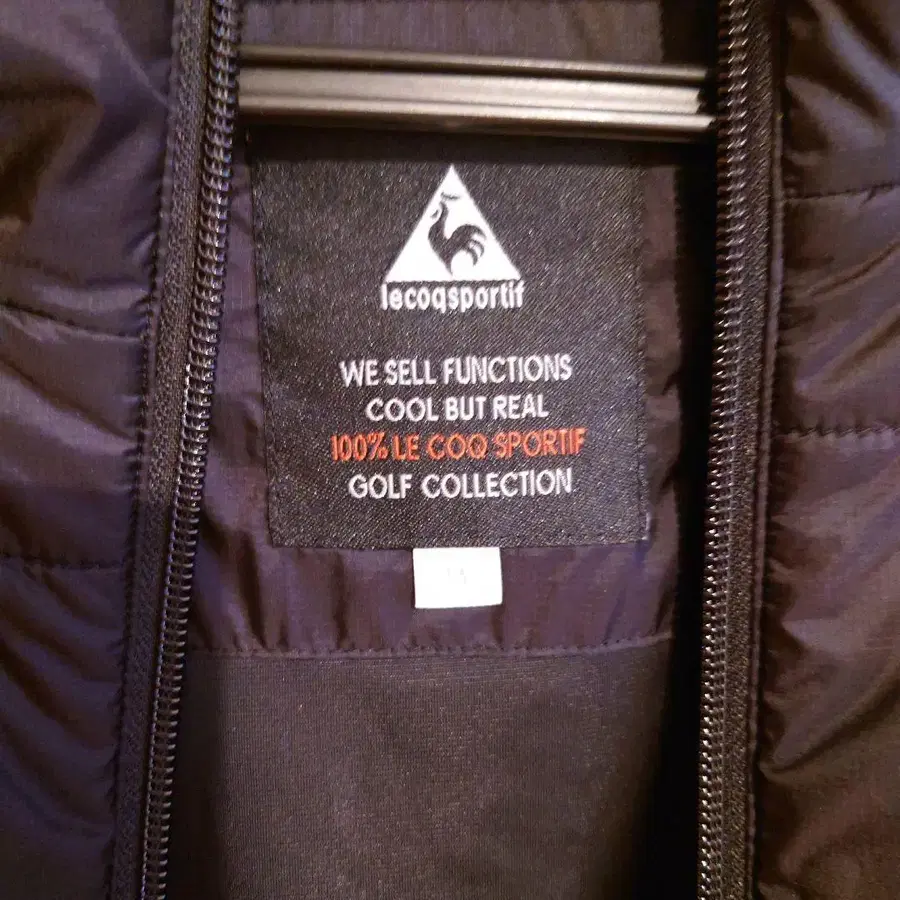 lecoqsportif
WE SELL FUNCTIONS
COOL BUT REAL
100% LE COQ SPORTIF
GOLF COLLECTION